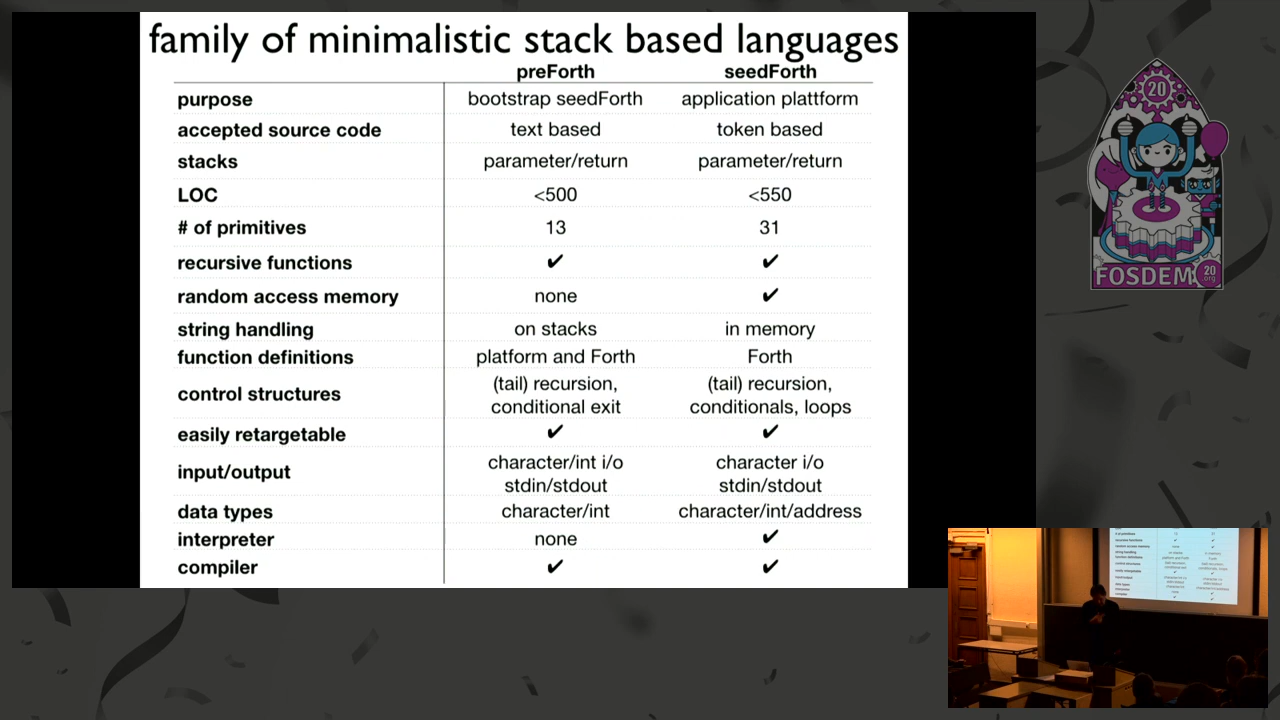 family of minimalistic stack based languages
preForth seedForth
purpose bootstrap seedForth application plattform
accepted source code text based token based
stacks parameter/return parameter/return
LOC <500 <550
# of primitives 13 31
recursive functions ✔ ✔
random access memory none ✔
string handling on stacks in memory
function definitions platform and Forth Forth
control structures (tail) recursion, conditional exit (tail) recursion, conditionals, loops
easily retargetable ✔ ✔
input/output character/int i/o stdin/stdout character i/o stdin/stdout
data types character/int character/int/address
interpreter none ✔
compiler ✔ ✔
20
FOSDEM 20 .org